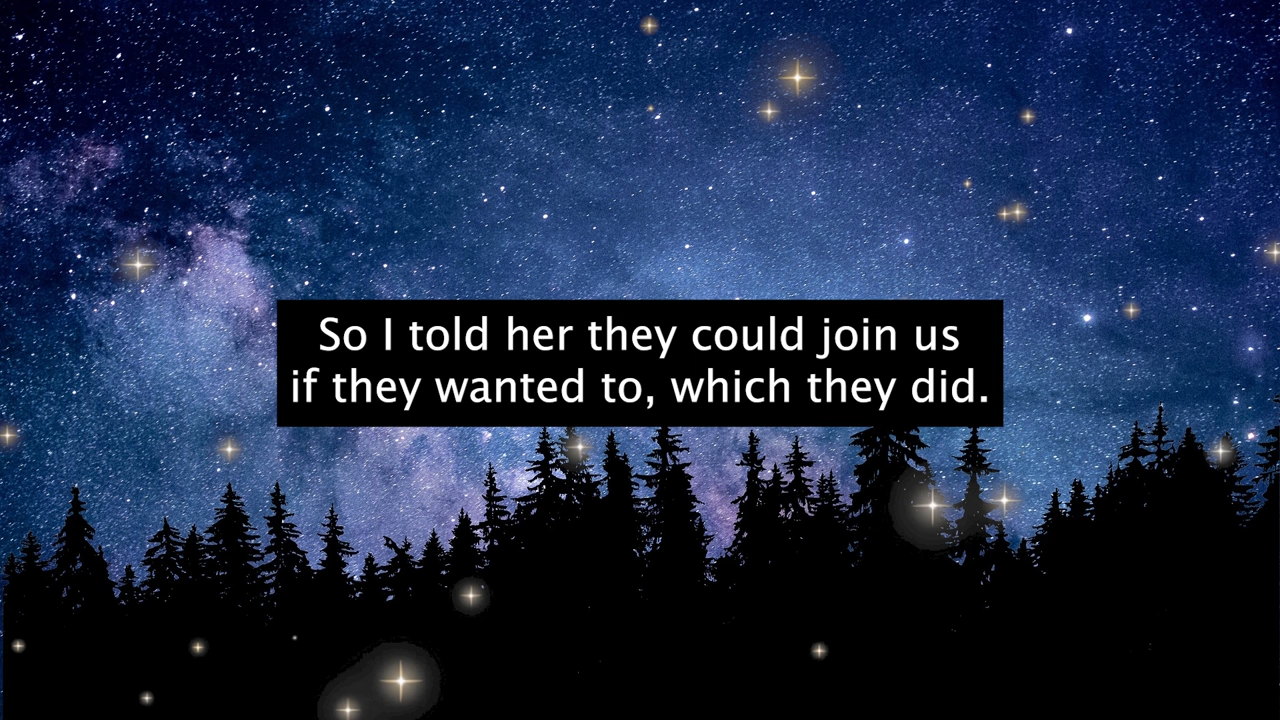 So I told her they could join us
if they wanted to, which they did.